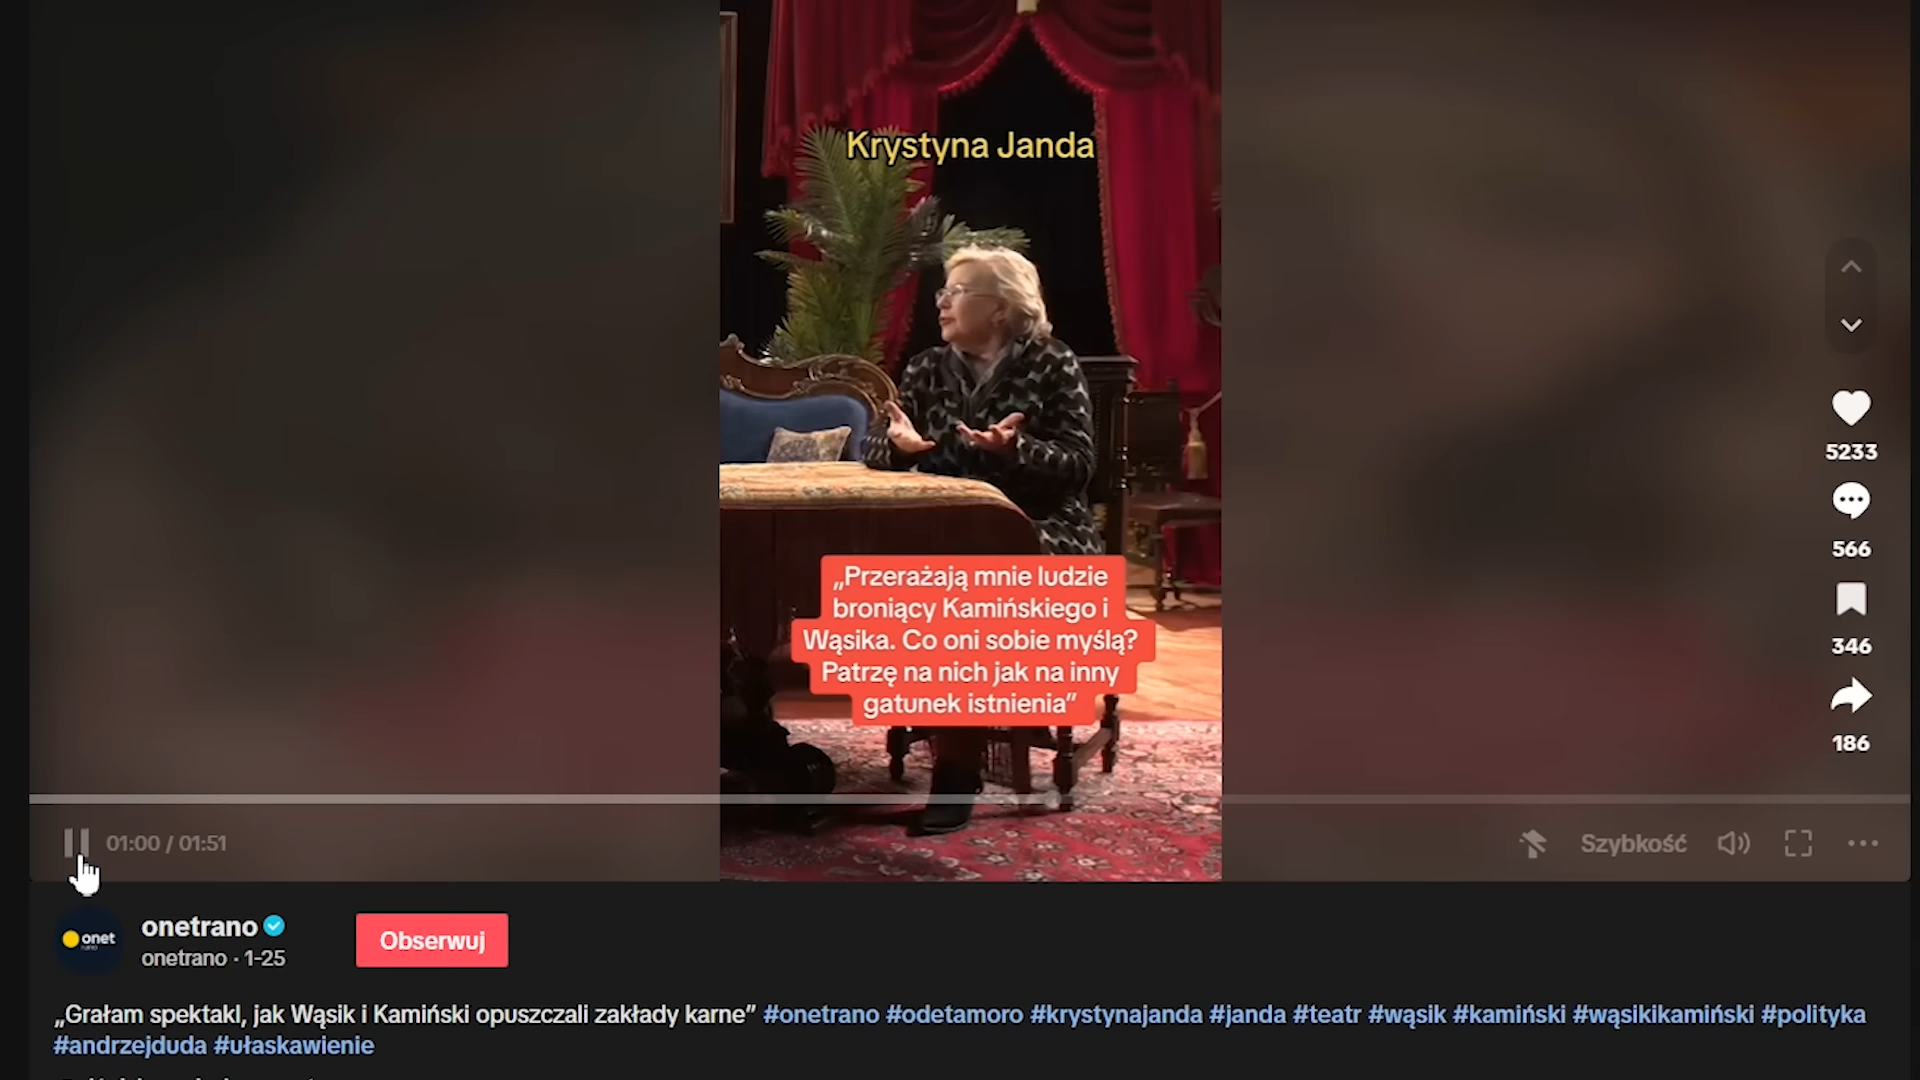 Krystyna Janda
„Przerażają mnie ludzie
broniący Kamińskiego i
Wąsika. Co oni sobie myślą?
Patrzę na nich jak na inny
gatunek istnienia”
5233
566
346
186
01:00 / 01:51
Szybkość
onet
onetrano
onetrano · 1-25
Obserwuj
„Grałam spektakl, jak Wąsik i Kamiński opuszczali zakłady karne” #onetrano #odetamoro #krystynajanda #janda #teatr #wąsik #kamiński #wąsikikamiński #polityka
#andrzejduda #ułaskawienie